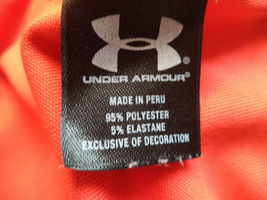 UNDER ARMOUR®
MADE IN PERU
95% POLYESTER
5% ELASTANE
EXCLUSIVE OF DECORATION